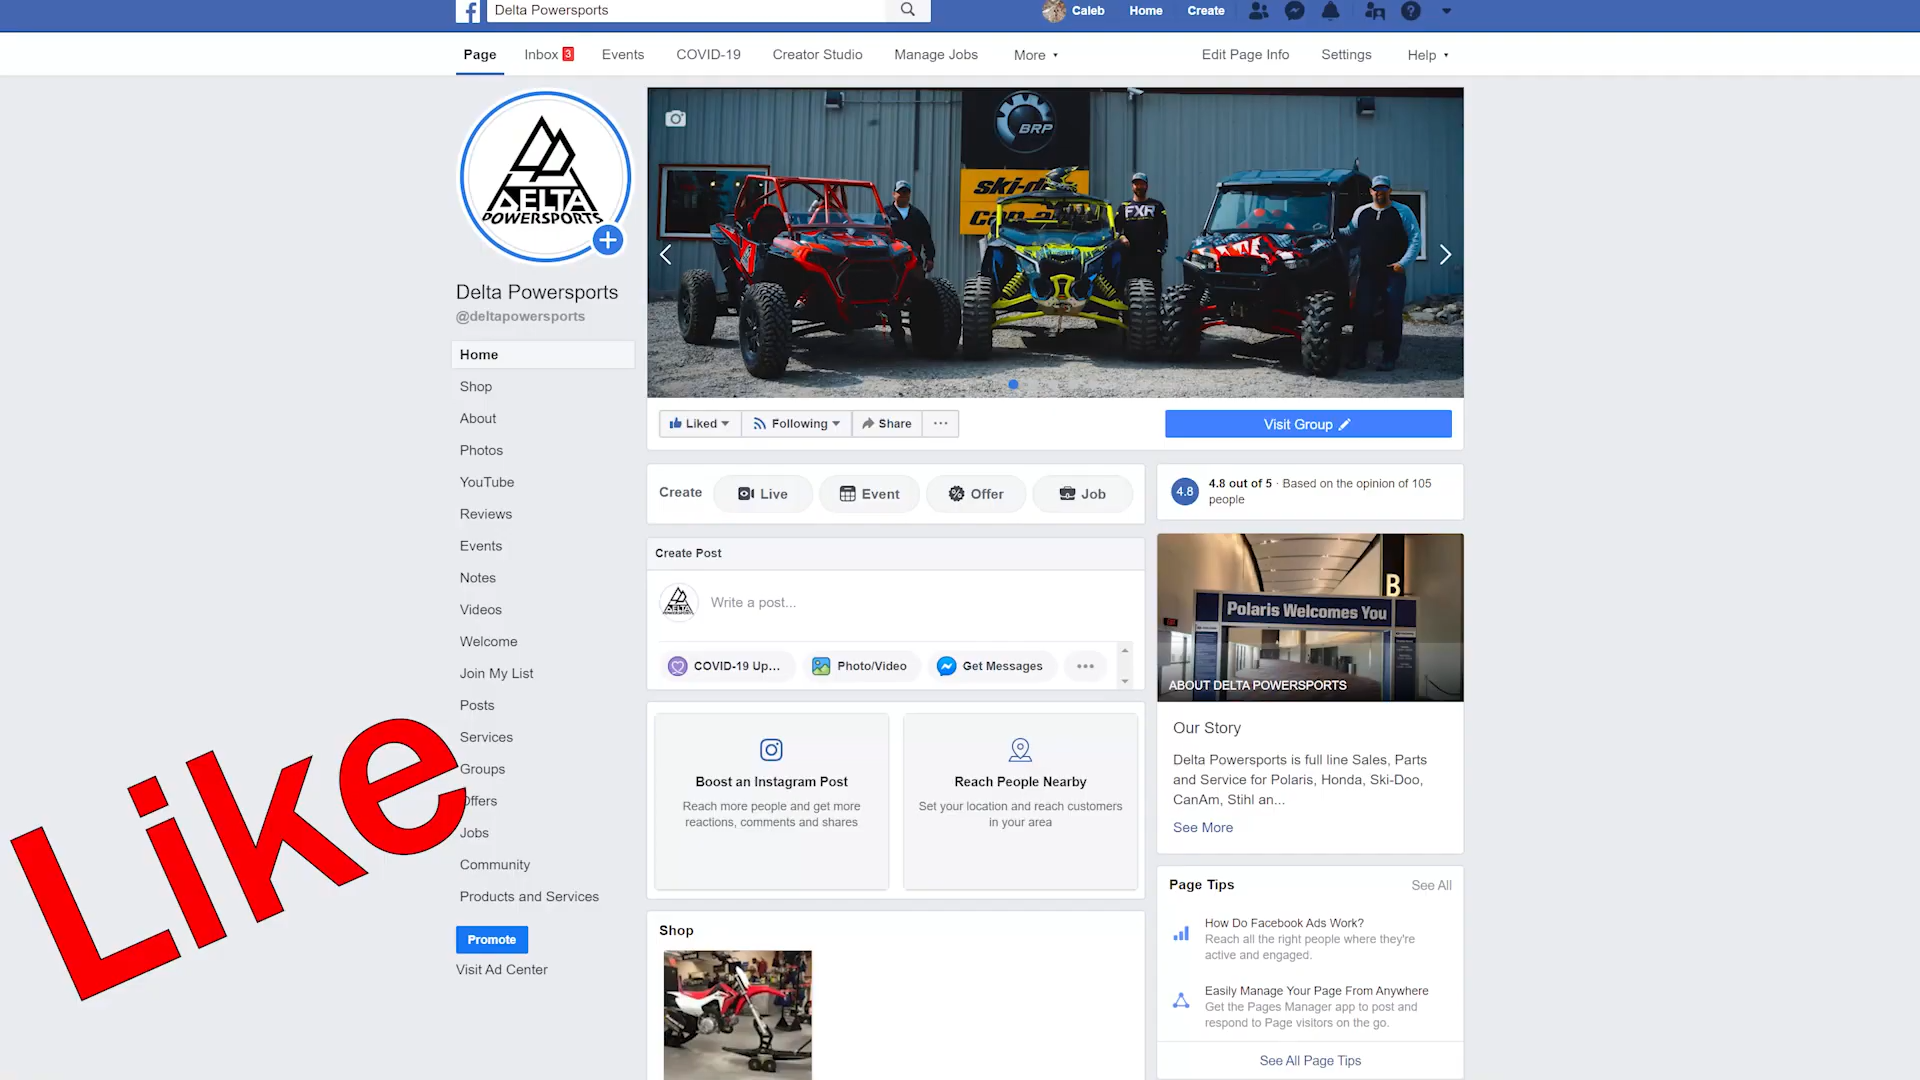 Delta Powersports
Caleb
Home
Create
Page
Inbox 3
Events
COVID-19
Creator Studio
Manage Jobs
More
Edit Page Info
Settings
Help
DELTA
POWERSPORTS
BRP
ski-doo
Can-am
FXR
Delta Powersports
@deltapowersports
Home
Shop
About
Photos
YouTube
Reviews
Events
Notes
Videos
Welcome
Join My List
Posts
Services
Groups
Offers
Jobs
Community
Products and Services
Promote
Visit Ad Center
Like
Liked
Following
Share
Visit Group
Create
Live
Event
Offer
Job
Create Post
DELTA
POWERSPORTS
Write a post...
COVID-19 Up...
Photo/Video
Get Messages
Boost an Instagram Post
Reach more people and get more
reactions, comments and shares
Reach People Nearby
Set your location and reach customers
in your area
Shop
4.8
4.8 out of 5 · Based on the opinion of 105
people
B
Polaris Welcomes You
ABOUT DELTA POWERSPORTS
Our Story
Delta Powersports is full line Sales, Parts
and Service for Polaris, Honda, Ski-Doo,
CanAm, Stihl an...
See More
Page Tips
See All
How Do Facebook Ads Work?
Reach all the right people where they're
active and engaged.
Easily Manage Your Page From Anywhere
Get the Pages Manager app to post and
respond to Page visitors on the go.
See All Page Tips